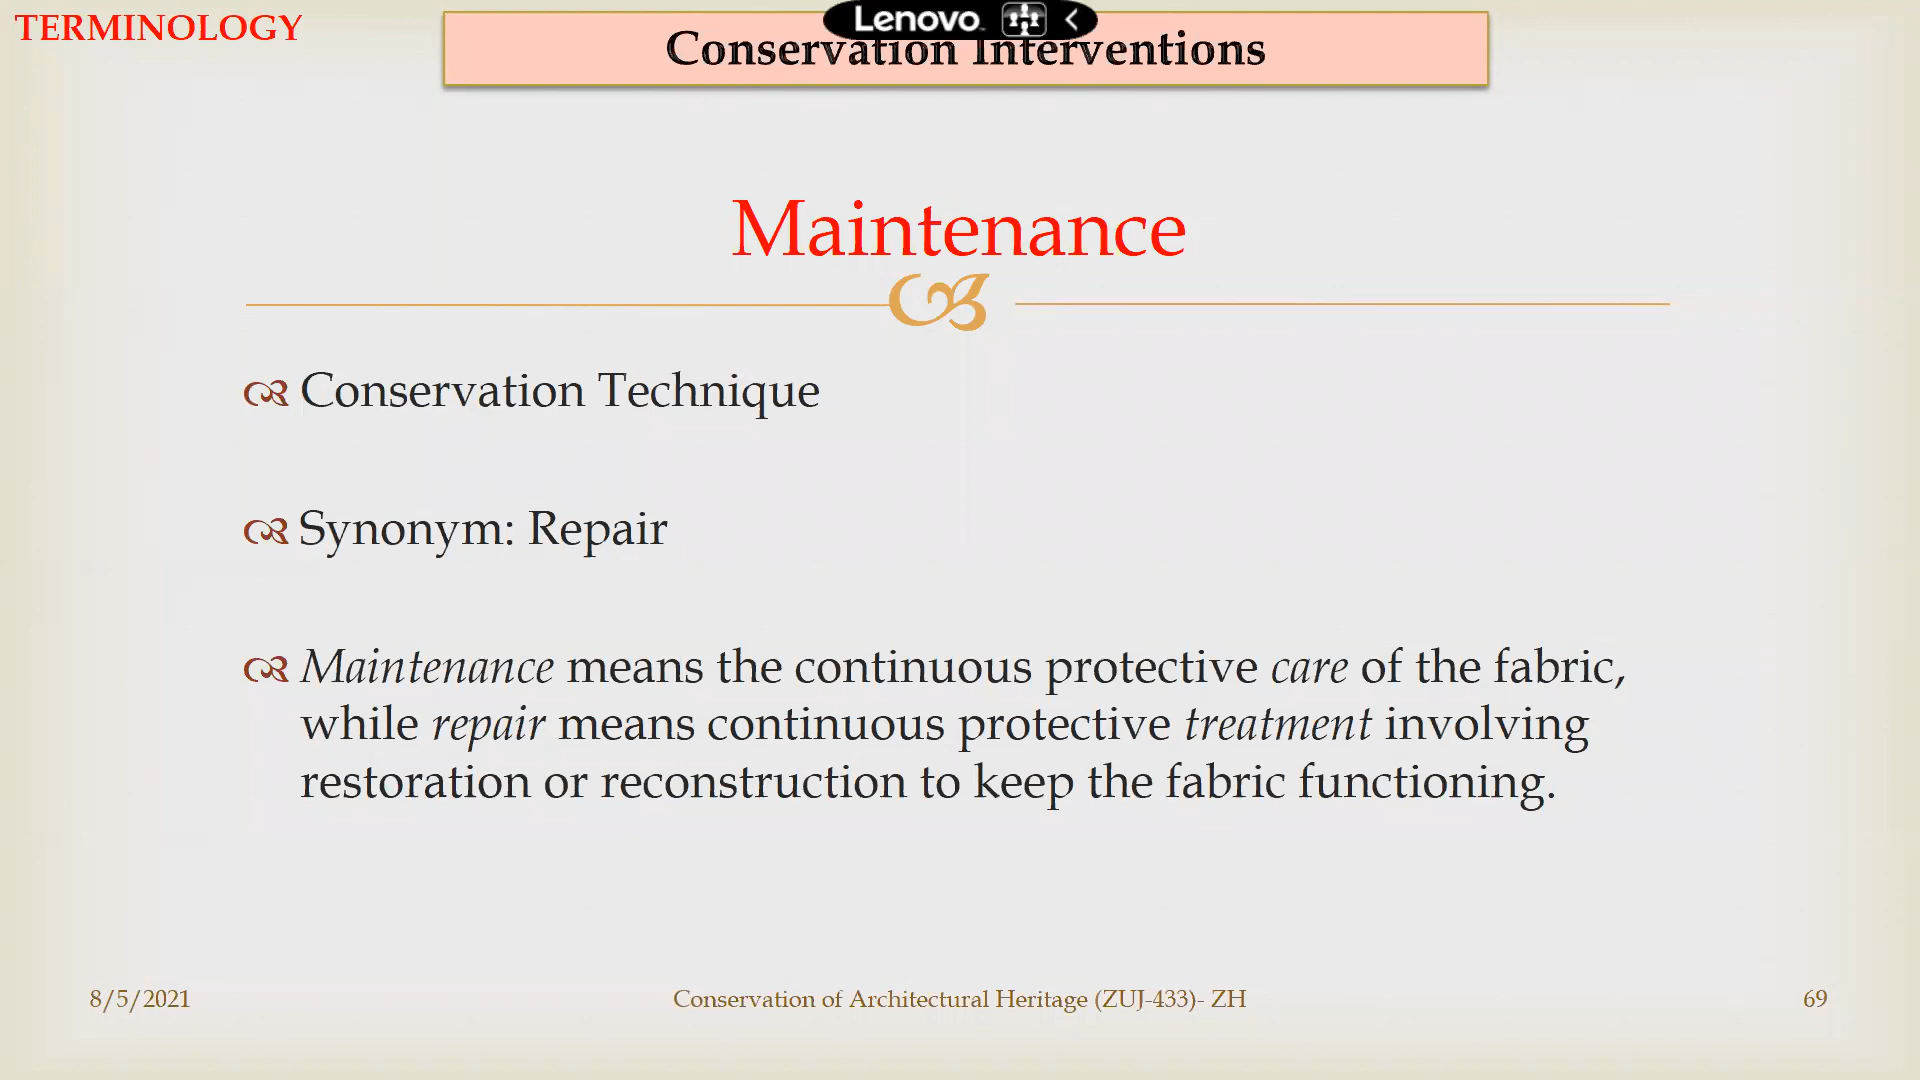 TERMINOLOGY
Lenovo
Conservation Interventions
Maintenance
Conservation Technique
Synonym: Repair
Maintenance means the continuous protective care of the fabric,
while repair means continuous protective treatment involving
restoration or reconstruction to keep the fabric functioning.
8/5/2021
Conservation of Architectural Heritage (ZUJ-433)- ZH
69